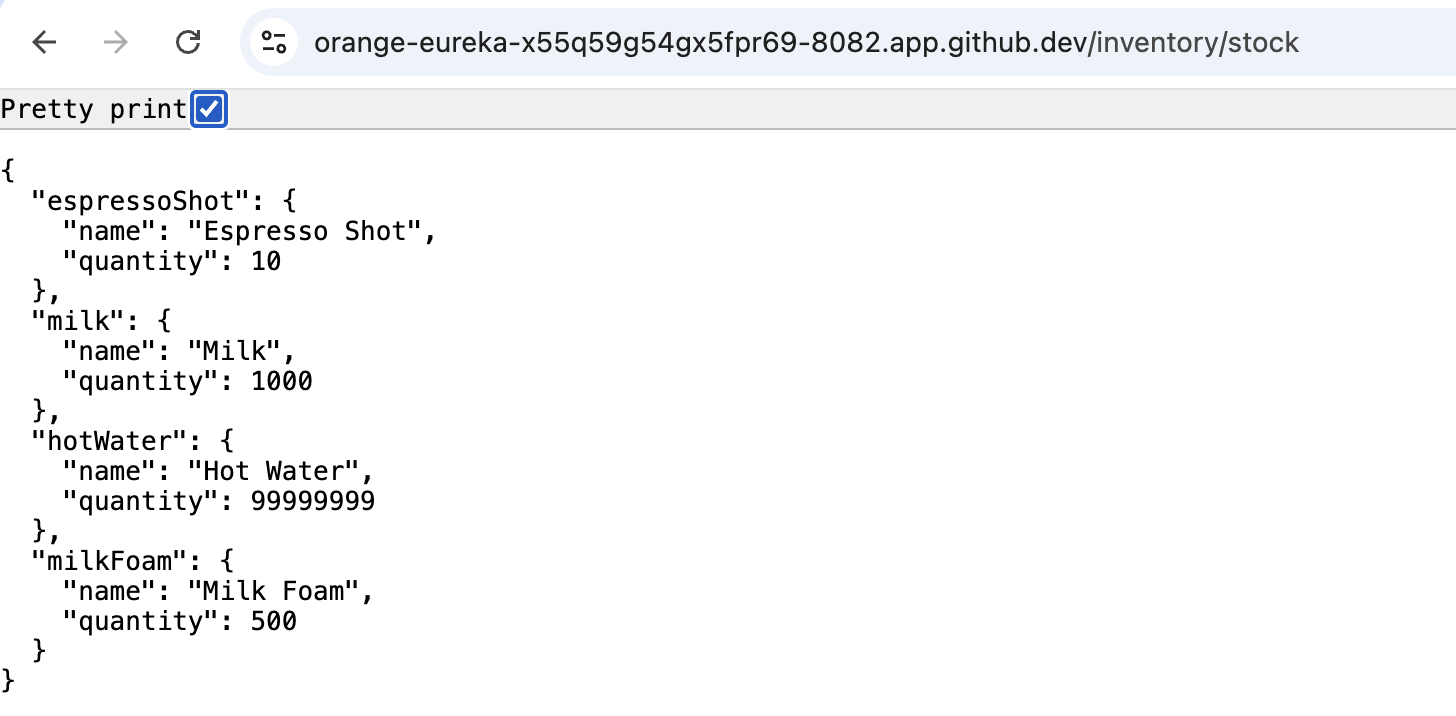 orange-eureka-x55q59g54gx5fpr69-8082.app.github.dev/inventory/stock
Pretty print
{
  "espressoShot": {
    "name": "Espresso Shot",
    "quantity": 10
  },
  "milk": {
    "name": "Milk",
    "quantity": 1000
  },
  "hotWater": {
    "name": "Hot Water",
    "quantity": 99999999
  },
  "milkFoam": {
    "name": "Milk Foam",
    "quantity": 500
  }
}